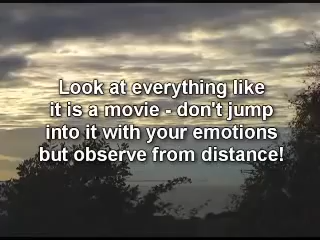 Look at everything like
it is a movie - don't jump
into it with your emotions
but observe from distance!